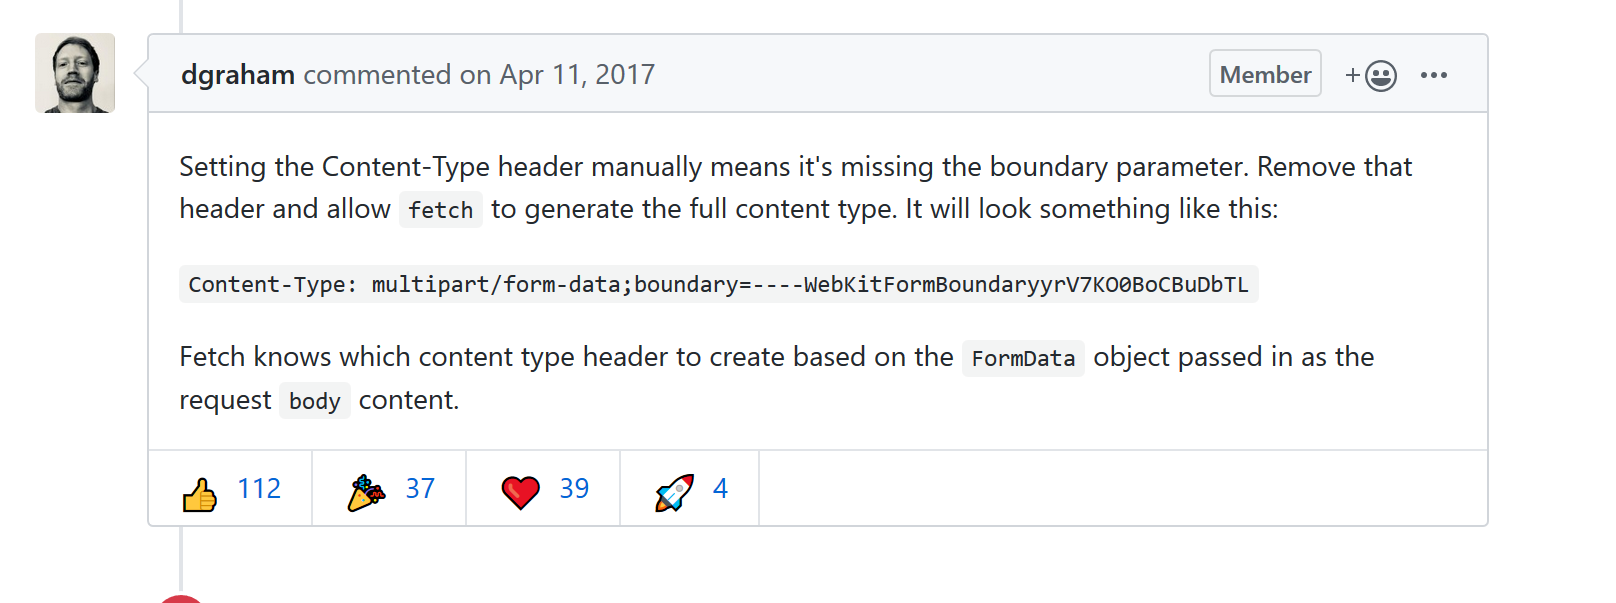 dgraham commented on Apr 11, 2017 Member +
Setting the Content-Type header manually means it's missing the boundary parameter. Remove that
header and allow fetch to generate the full content type. It will look something like this:
Content-Type: multipart/form-data;boundary=----WebKitFormBoundaryyrV7KO0BoCBuDbTL
Fetch knows which content type header to create based on the FormData object passed in as the
request body content.
112 37 39 4